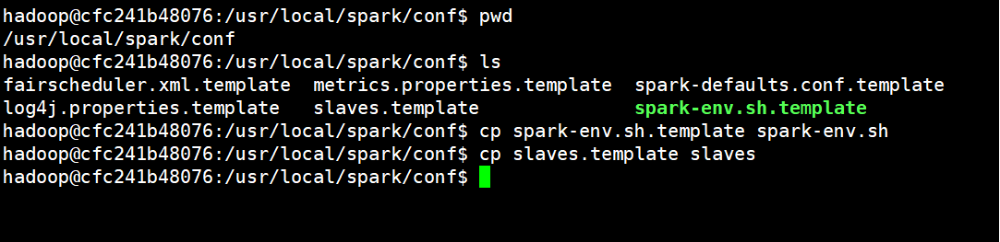 hadoop@cfc241b48076:/usr/local/spark/conf$ pwd
/usr/local/spark/conf
hadoop@cfc241b48076:/usr/local/spark/conf$ ls
fairscheduler.xml.template  metrics.properties.template  spark-defaults.conf.template
log4j.properties.template   slaves.template              spark-env.sh.template
hadoop@cfc241b48076:/usr/local/spark/conf$ cp spark-env.sh.template spark-env.sh
hadoop@cfc241b48076:/usr/local/spark/conf$ cp slaves.template slaves
hadoop@cfc241b48076:/usr/local/spark/conf$